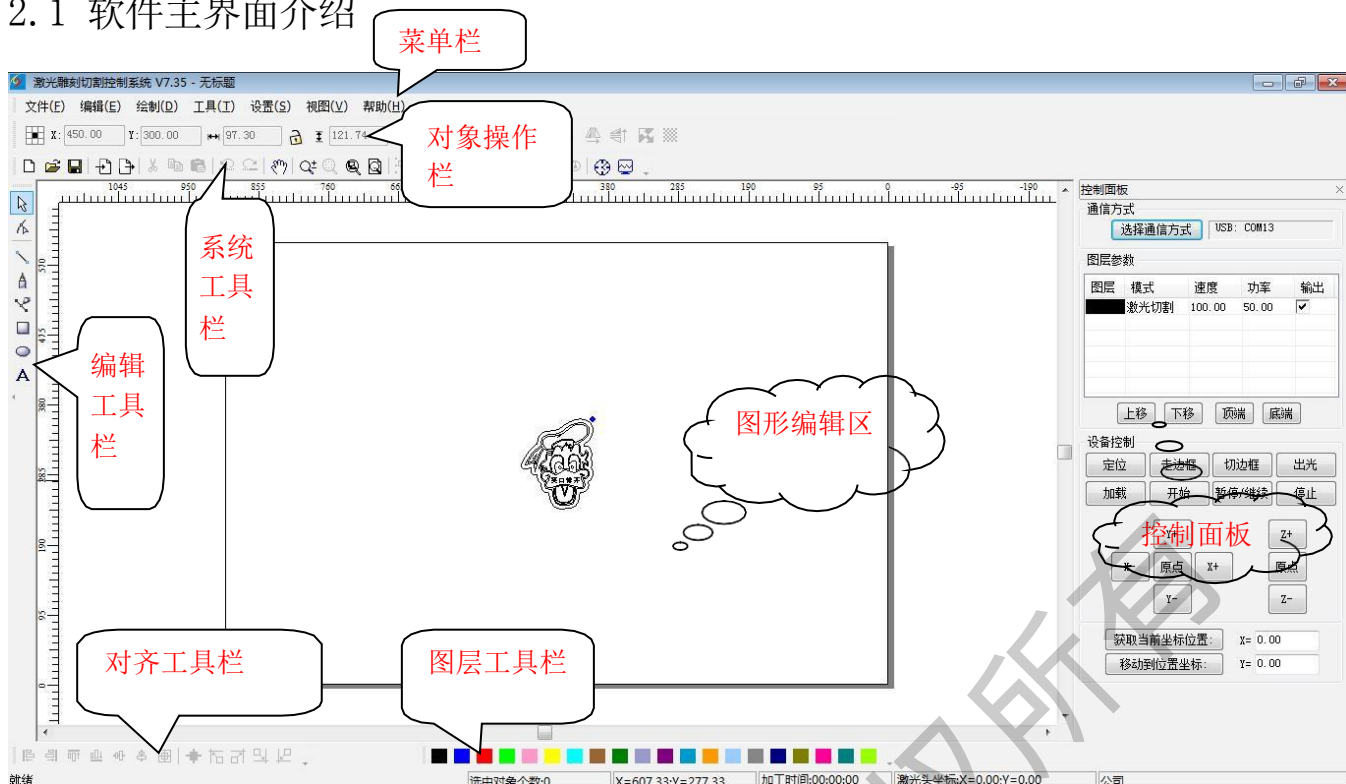 2.1 软件主界面介绍
菜单栏
激光雕刻切割控制系统 V7.35 - 无标题
文件(F) 编辑(E) 绘制(D) 工具(T) 设置(S) 视图(V) 帮助(H)
X: 450.00 Y: 300.00 97.30 121.74
对象操作
栏
1045 950 855 760 380 285 190 95 0 -95 -190
570 475 380 285 190 95 0
系统
工具
栏
编辑
工具
栏
A
图形编辑区
控制面板
通信方式
选择通信方式 USB: COM13
图层参数
图层 模式 速度 功率 输出
激光切割 100.00 50.00
上移 下移 顶端 底端
设备控制
定位 走边框 切边框 出光
加载 开始 暂停/继续 停止
控制面板
Y+ Z+
X- 原点 X+ 原点
Y- Z-
获取当前坐标位置: X= 0.00
移动到位置坐标: Y= 0.00
对齐工具栏
图层工具栏
就绪 选中对象个数:0 X=607.33;Y=277.33 加工时间:00:00:00 激光头坐标:X=0.00;Y=0.00 公司
权所有